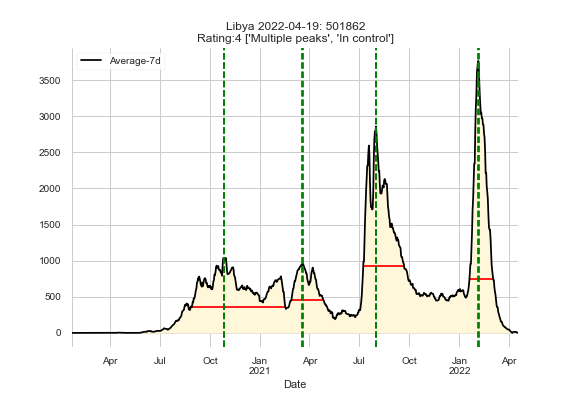 Libya 2022-04-19: 501862
Rating:4 ['Multiple peaks', 'In control']
Average-7d
3500
3000
2500
2000
1500
1000
500
0
Apr Jul Oct Jan Apr Jul Oct Jan Apr
2021 2022
Date